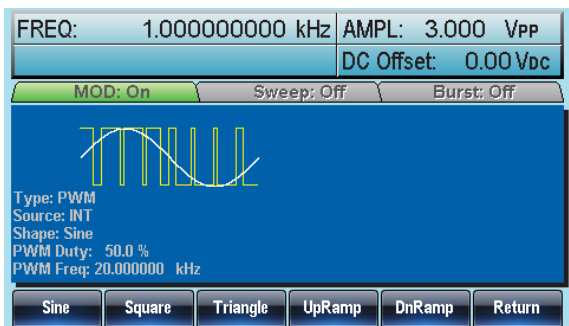 FREQ: 1.0000000000 kHz AMPL: 3.000 VPP
DC Offset: 0.00 VDC
MOD: On Sweep: Off Burst: Off
Type: PWM
Source: INT
Shape: Sine
PWM Duty: 50.0 %
PWM Freq: 20.000000 kHz
Sine Square Triangle UpRamp DnRamp Return